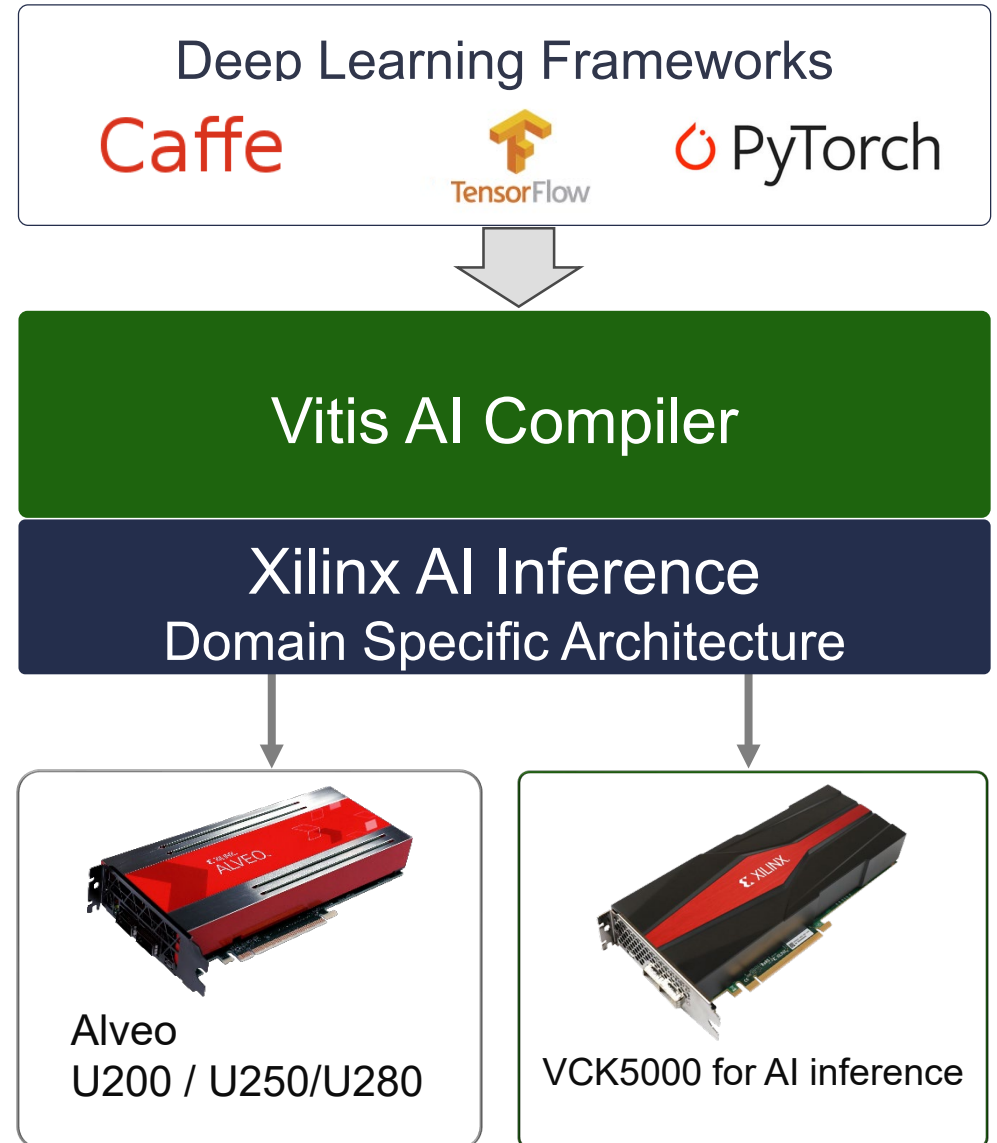 Deep Learning Frameworks
Caffe
TensorFlow
PyTorch
Vitis AI Compiler
Xilinx AI Inference
Domain Specific Architecture
Σ XILINX
ALVEO
Σ XILINX
Alveo
U200 / U250/U280
VCK5000 for AI inference